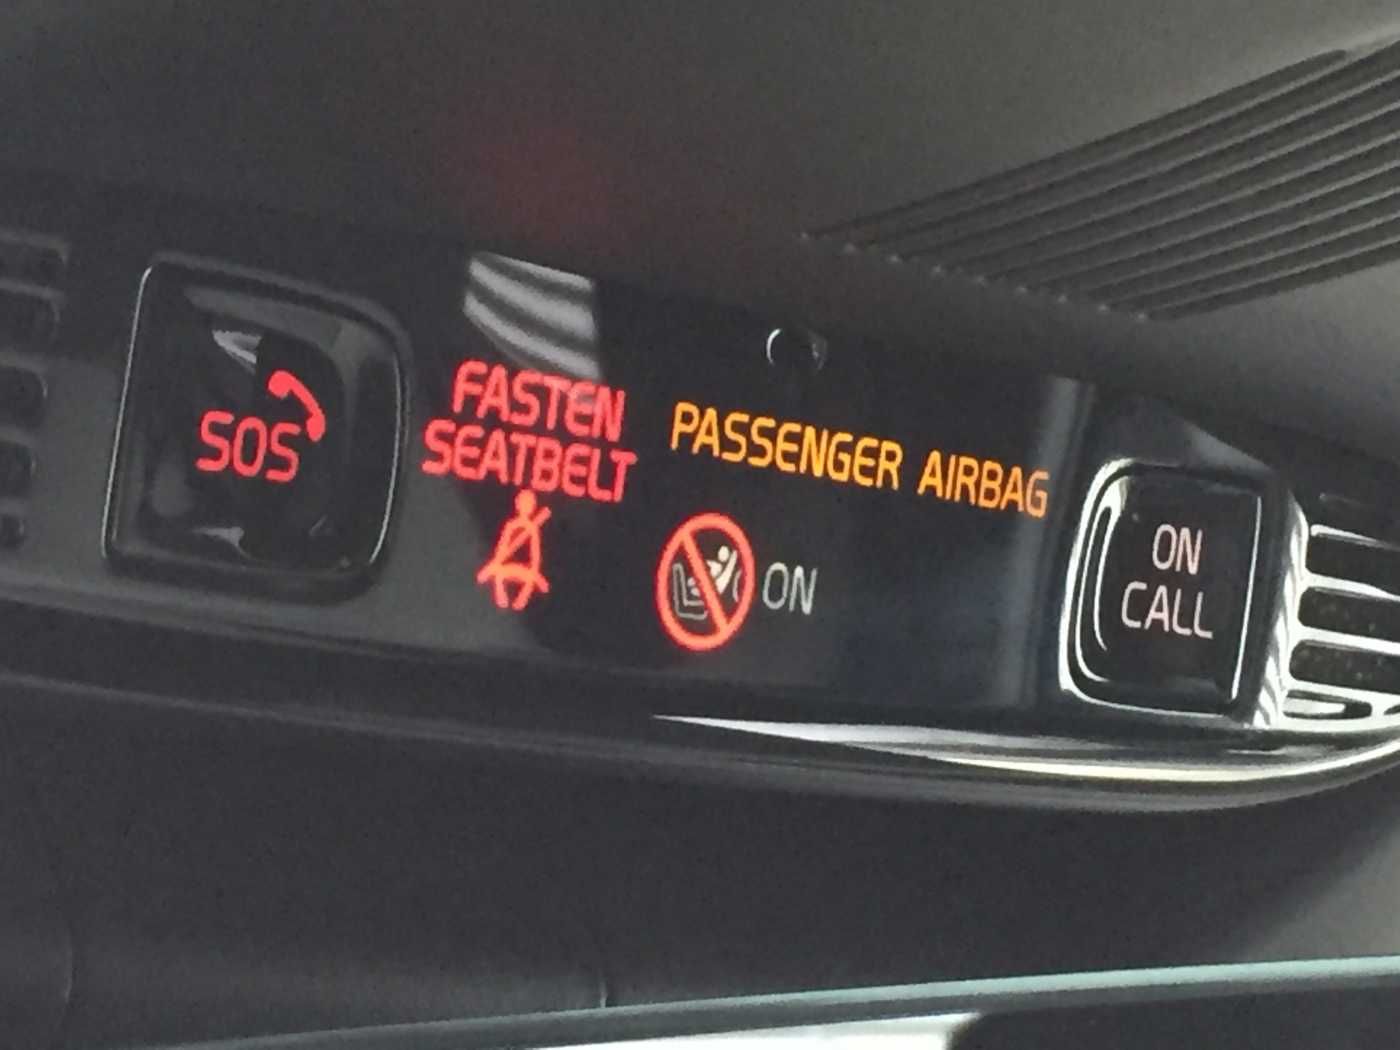 SOS
FASTEN
SEATBELT
PASSENGER AIRBAG
ON
ON
CALL